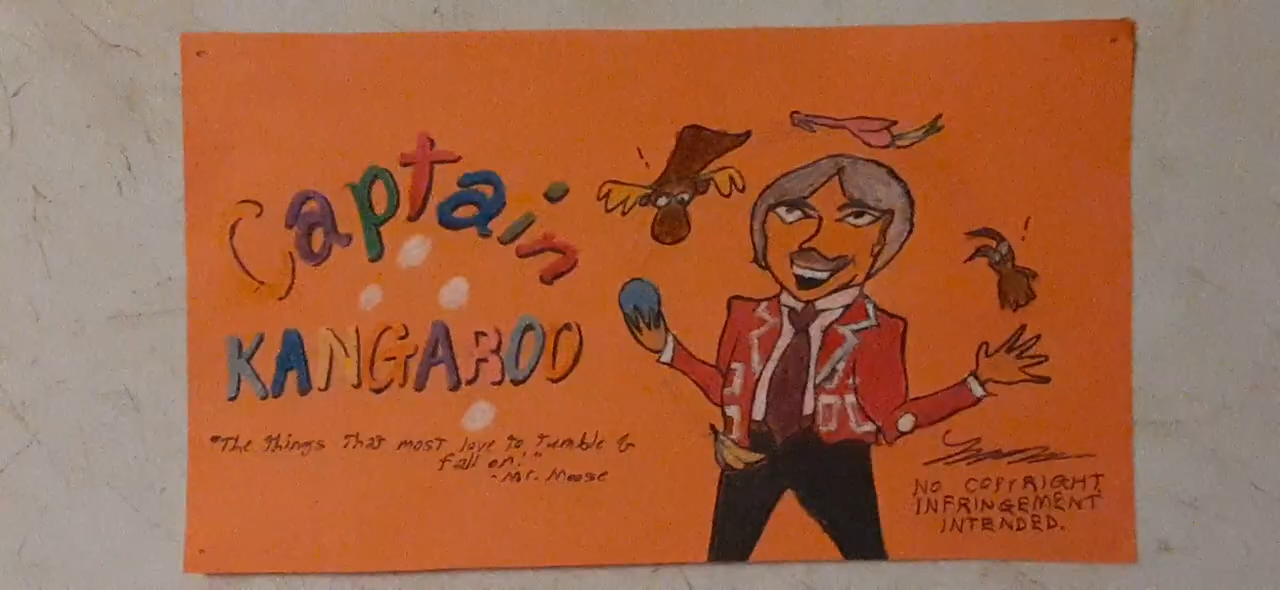 Captain
KANGAROO
"The things that most love to tumble &
fall on!"
-Mr. Moose
NO COPYRIGHT
INFRINGEMENT
INTENDED.